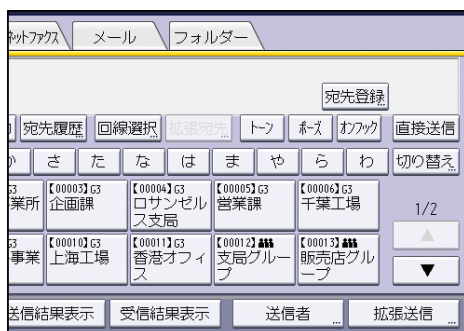 ネットファクス メール フォルダー
宛先登録
宛先履歴 回線選択 拡張宛先 トーン ポーズ オンフック 直接送信
か さ た な は ま や ら わ 切り替え
G3 【00003】G3 【00004】G3 【00005】G3 【00006】G3
業所 企画課 ロサンゼルス支局 営業課 千葉工場 1/2
G3 【00010】G3 【00011】G3 【00012】 【00013】
事業 上海工場 香港オフィス 支局グループ 販売店グループ
送信結果表示 受信結果表示 送信者 拡張送信